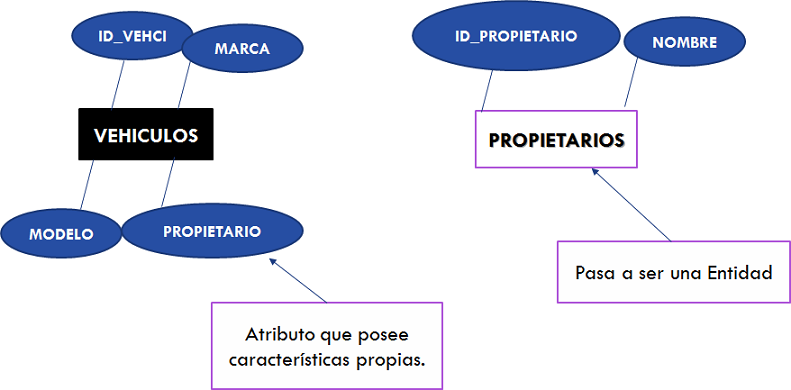 ID_VEHCI
MARCA
VEHICULOS
MODELO
PROPIETARIO
Atributo que posee
características propias.
ID_PROPIETARIO
NOMBRE
PROPIETARIOS
Pasa a ser una Entidad